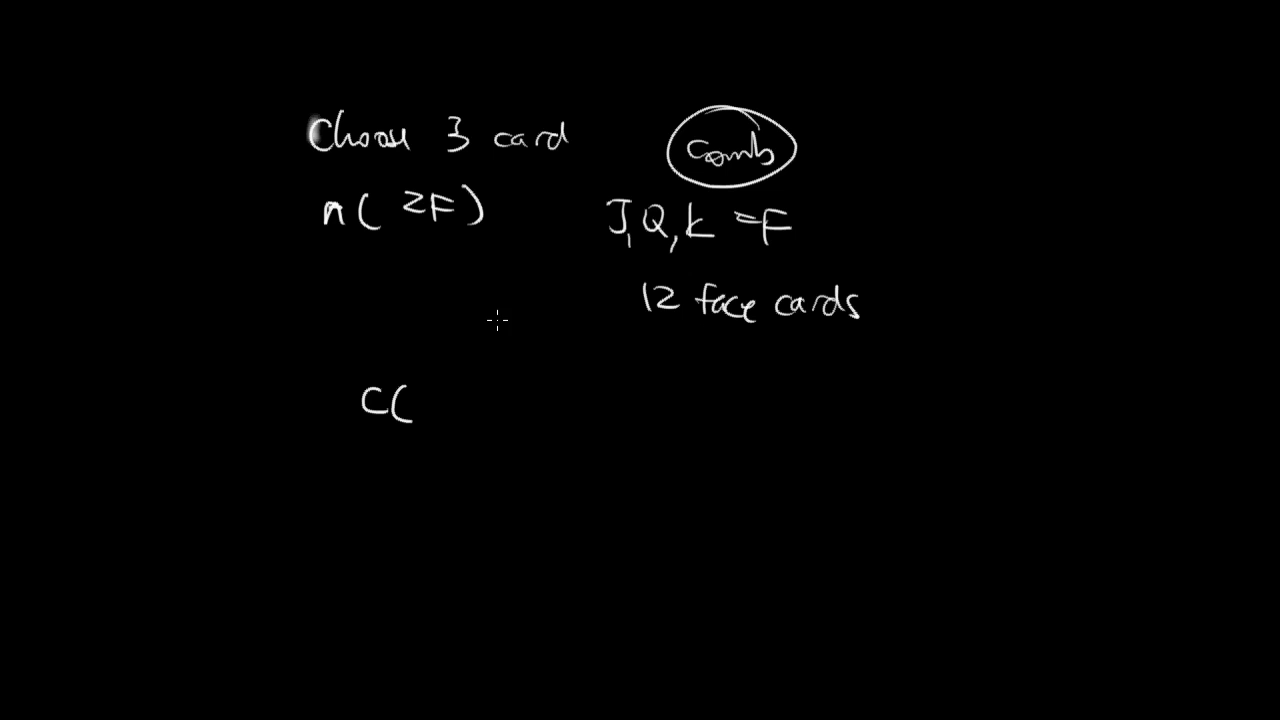 Choose 3 card
Comb
n( 2F)
J, Q, K = F
12 face cards
C(